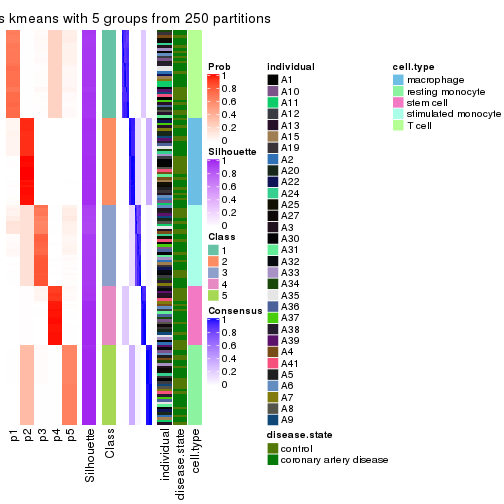 s kmeans with 5 groups from 250 partitions
Prob
1
0.8
0.6
0.4
0.2
0
Silhouette
1
0.8
0.6
0.4
0.2
0
Class
1
2
3
4
5
Consensus
1
0.8
0.6
0.4
0.2
0
individual
A1
A10
A11
A12
A13
A15
A19
A2
A20
A22
A24
A25
A27
A3
A30
A31
A32
A33
A34
A35
A36
A37
A38
A39
A4
A41
A5
A6
A7
A8
A9
disease.state
control
coronary artery disease
cell.type
macrophage
resting monocyte
stem cell
stimulated monocyte
T cell
p1
p2
p3
p4
p5
Silhouette
Class
individual
disease.state
cell.type